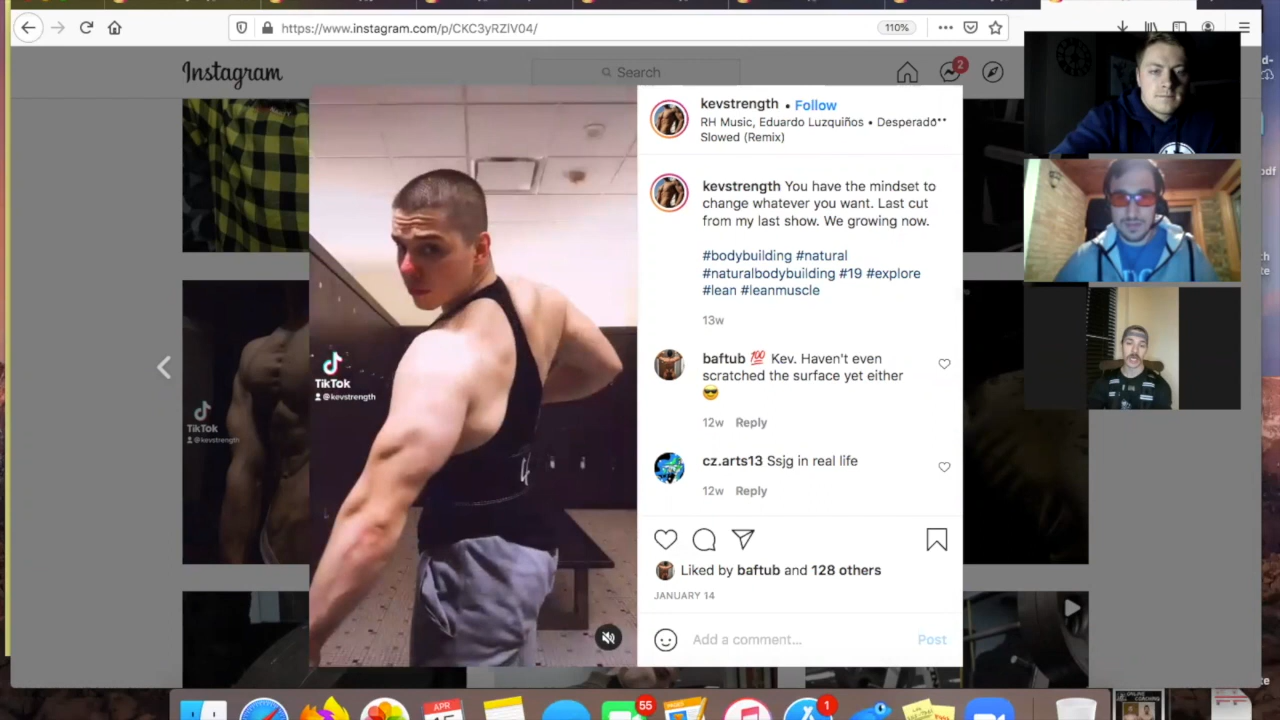 https://www.instagram.com/p/CKC3yRZlV04/
110%
Instagram
Search
2
kevstrength • Follow
RH Music, Eduardo Luzquiños • Desperado
Slowed (Remix)
kevstrength You have the mindset to
change whatever you want. Last cut
from my last show. We growing now.
#bodybuilding #natural
#naturalbodybuilding #19 #explore
#lean #leanmuscle
13w
baftub 💯 Kev. Haven't even
scratched the surface yet either
😎
12w Reply
cz.arts13 Ssjg in real life
12w Reply
Liked by baftub and 128 others
JANUARY 14
Add a comment...
Post
TikTok
@kevstrength
TikTok
@kevstrength
APR
55
1